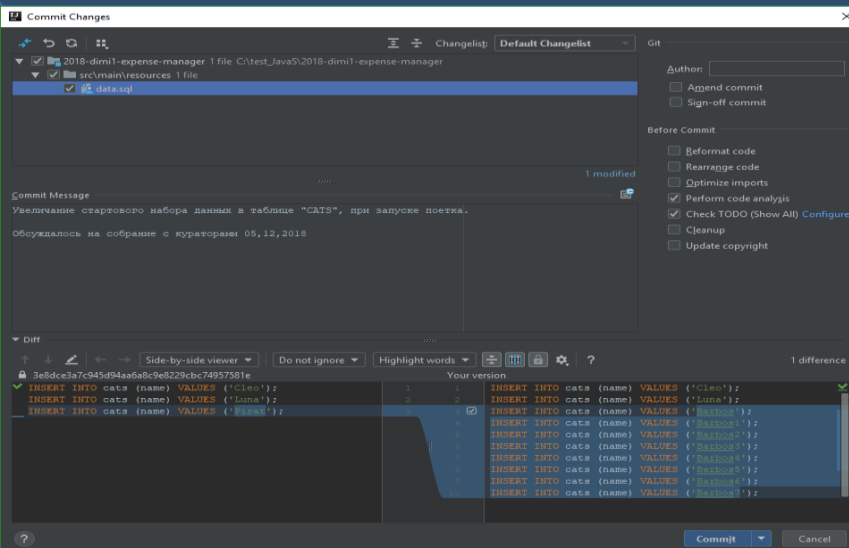 Commit Changes
Changelist: Default Changelist
Git
2018-dimi1-expense-manager 1 file C:\test_JavaS\2018-dimi1-expense-manager
src\main\resources 1 file
data.sql
Author:
Amend commit
Sign-off commit
Before Commit
Reformat code
Rearrange code
Optimize imports
Perform code analysis
Check TODO (Show All) Configure
Cleanup
Update copyright
1 modified
Commit Message
Увеличание стартового набора данных в таблице "CATS", при запуске поетка.
Обсуждалось на собрание с кураторами 05,12,2018
Diff
Side-by-side viewer
Do not ignore
Highlight words
?
1 difference
3e8dce3a7c945d94aa6a8c9e8229cbc74957581e
Your version
INSERT INTO cats (name) VALUES ('Cleo');
INSERT INTO cats (name) VALUES ('Luna');
INSERT INTO cats (name) VALUES ('Pirat');
1
2
3
1
2
3
4
5
6
7
8
9
10
INSERT INTO cats (name) VALUES ('Cleo');
INSERT INTO cats (name) VALUES ('Luna');
INSERT INTO cats (name) VALUES ('Barbos');
INSERT INTO cats (name) VALUES ('Barbos1');
INSERT INTO cats (name) VALUES ('Barbos2');
INSERT INTO cats (name) VALUES ('Barbos3');
INSERT INTO cats (name) VALUES ('Barbos4');
INSERT INTO cats (name) VALUES ('Barbos5');
INSERT INTO cats (name) VALUES ('Barbos6');
INSERT INTO cats (name) VALUES ('Barbos7');
?
Commit
Cancel